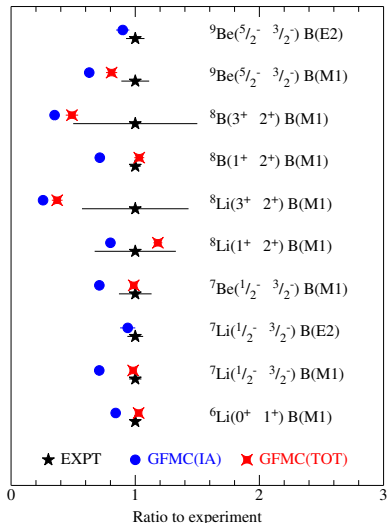 ⁹Be(⁵/₂⁻ ³/₂⁻) B(E2)
⁹Be(⁵/₂⁻ ³/₂⁻) B(M1)
⁸B(3⁺ 2⁺) B(M1)
⁸B(1⁺ 2⁺) B(M1)
⁸Li(3⁺ 2⁺) B(M1)
⁸Li(1⁺ 2⁺) B(M1)
⁷Be(¹/₂⁻ ³/₂⁻) B(M1)
⁷Li(¹/₂⁻ ³/₂⁻) B(E2)
⁷Li(¹/₂⁻ ³/₂⁻) B(M1)
⁶Li(0⁺ 1⁺) B(M1)
EXPT GFMC(IA) GFMC(TOT)
0 1 2 3
Ratio to experiment